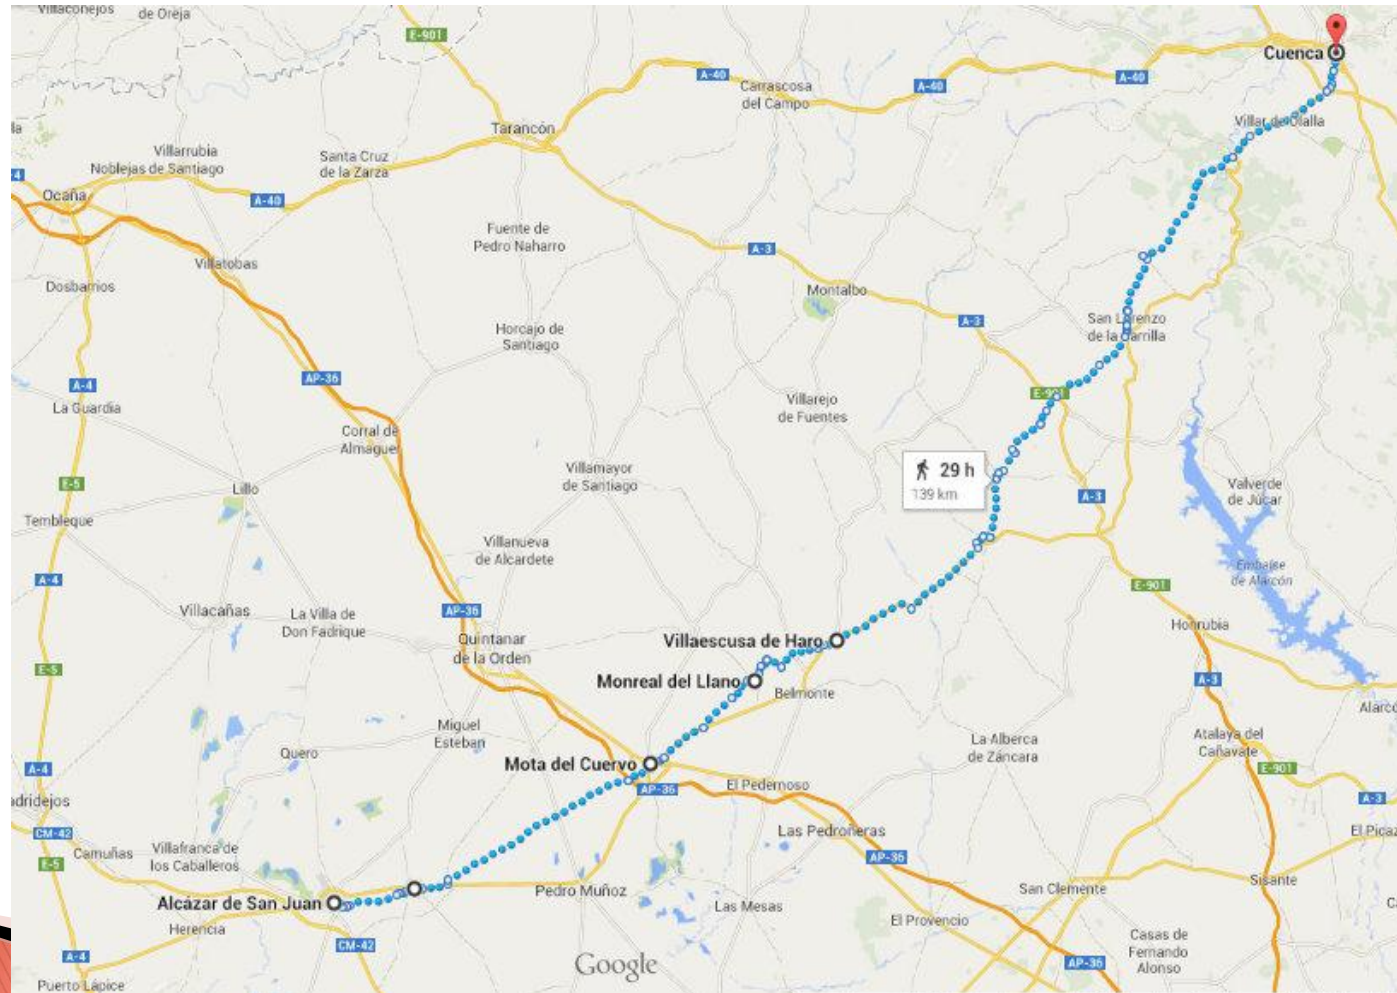 Villaconejos
de Oreja
E-901
Cuenca
A-40
A-40
A-40
Carrascosa
del Campo
Villar de Olalla
Tarancón
Villarrubia
de Santiago
Noblejas
Santa Cruz
de la Zarza
Ocaña
A-40
Fuente de
Pedro Naharro
A-3
Villatobas
Dosbarrios
Montalbo
A-3
San Lorenzo
de la Parrilla
Horcajo de
Santiago
AP-36
A-4
La Guardia
E-901
Villarejo
de Fuentes
Corral de
Almaguer
29 h
139 km
Villamayor
de Santiago
E-5
Lillo
A-3
Valverde
de Júcar
Tembleque
Villanueva
de Alcardete
Embalse
de Alarcón
A-4
E-901
Villacañas
La Villa de
Don Fadrique
AP-36
Honrubia
Quintanar
de la Orden
Villaescusa de Haro
E-5
Monreal del Llano
A-3
Belmonte
Alarcó
Miguel
Esteban
Quero
La Alberca
de Záncara
Atalaya del
Cañavate
Mota del Cuervo
A-4
E-901
AP-36
El Pedernoso
A-3
adridejos
CM-42
Las Pedroñeras
El Picaz
Camuñas
Villafranca de
los Caballeros
E-5
AP-36
Pedro Muñoz
San Clemente
Sisante
Alcázar de San Juan
Las Mesas
El Provencio
Herencia
CM-42
Casas de
Fernando
Alonso
A-4
Google
AP-36
Puerto Lápice